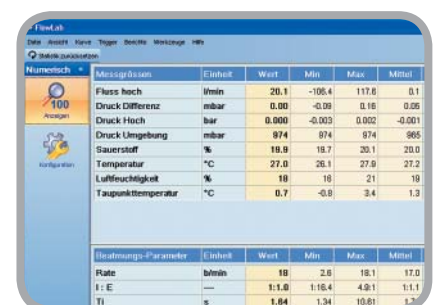 FlowLab
Datei Ansicht Kurve Trigger Berichte Werkzeuge Hilfe
Statistik zurücksetzen
Numerisch
Anzeigen
Konfiguration
Messgrössen Einheit Wert Min Max Mittel
Fluss hoch l/min 20.1 -106.4 117.6 0.1
Druck Differenz mbar 0.00 -0.09 0.16 0.05
Druck Hoch bar 0.000 -0.003 0.002 -0.001
Druck Umgebung mbar 974 974 974 965
Sauerstoff % 19.9 19.7 20.1 20.0
Temperatur °C 27.0 26.1 27.9 27.2
Luftfeuchtigkeit % 18 16 21 19
Taupunkttemperatur °C 0.7 -0.8 3.4 1.3
Beatmungs-Parameter Einheit Wert Min Max Mittel
Rate b/min 18 2.6 18.1 17.0
I : E — 1:1.0 1:16.4 4.9:1 1:1.1
Ti s 1.64 1.34 10.81